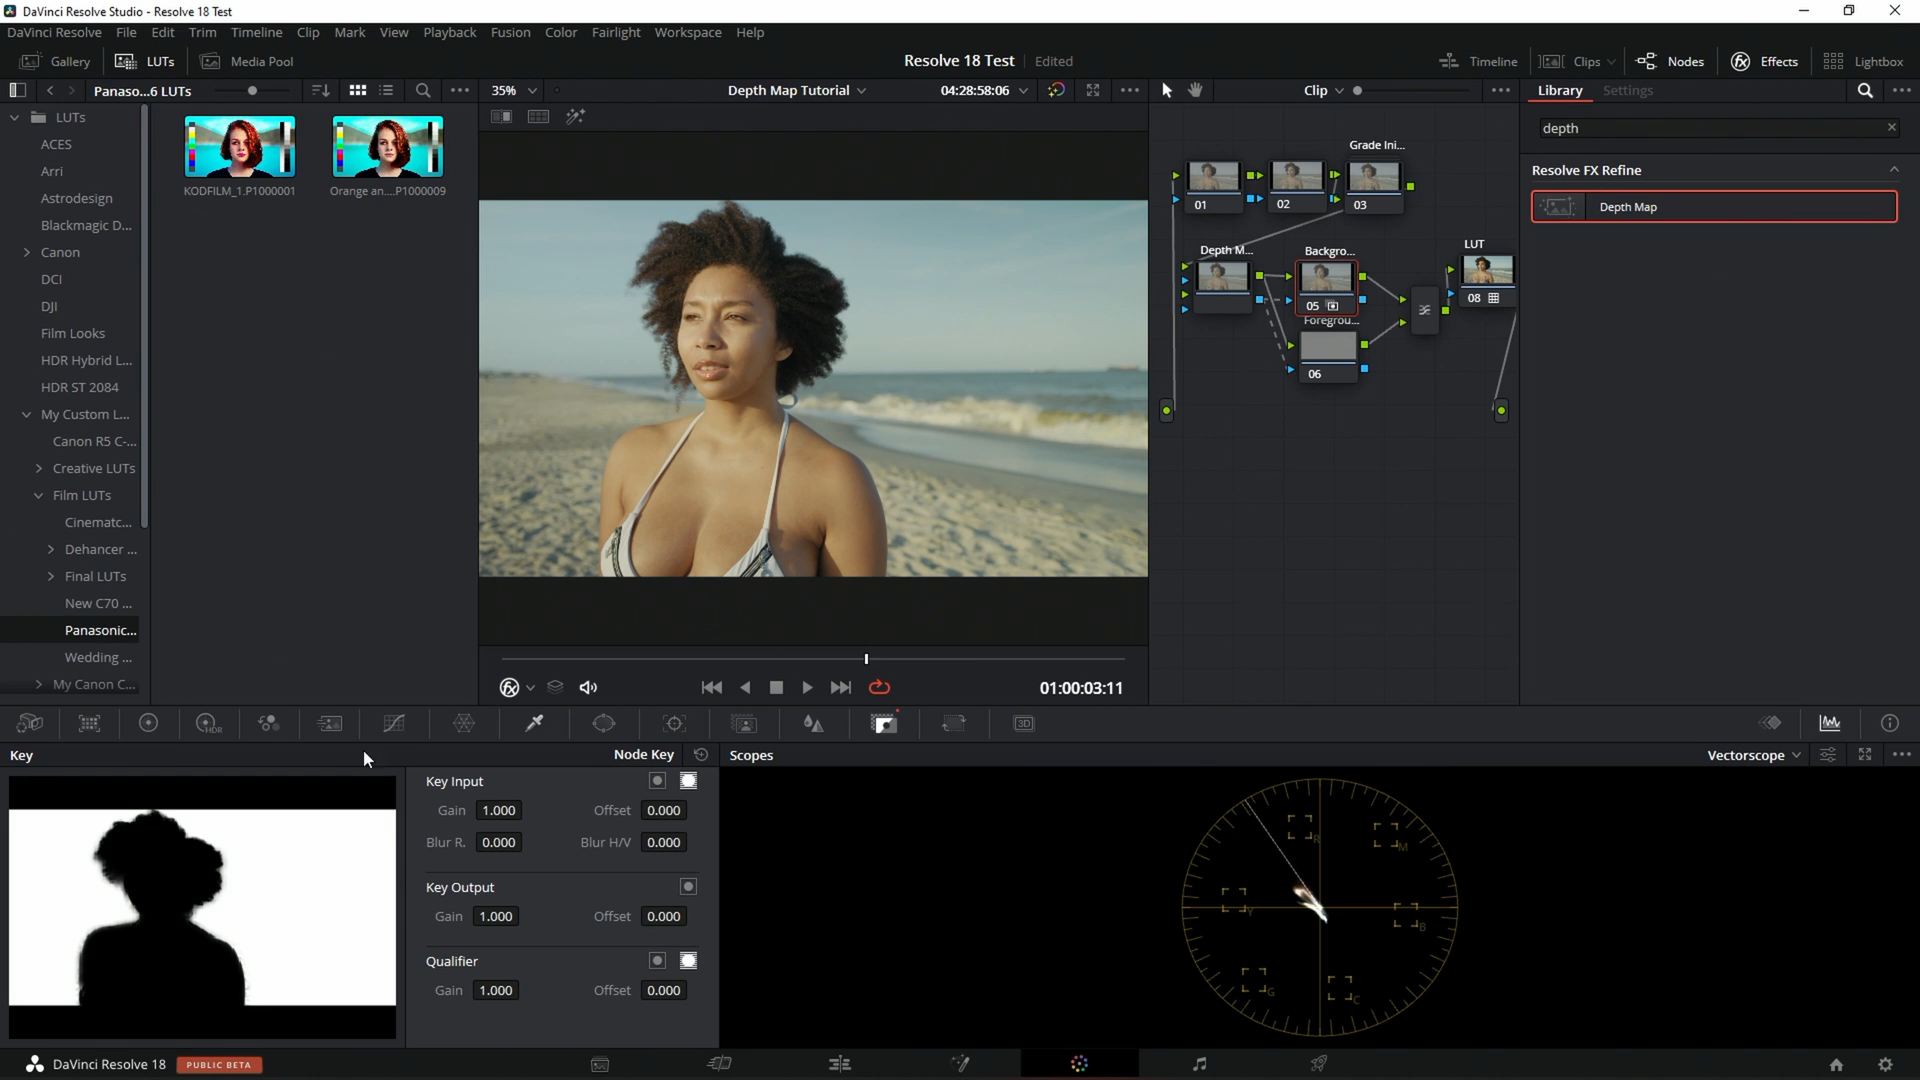 DaVinci Resolve Studio - Resolve 18 Test
DaVinci Resolve File Edit Trim Timeline Clip Mark View Playback Fusion Color Fairlight Workspace Help
Gallery LUTs Media Pool Resolve 18 Test Edited Timeline Clips Nodes Effects Lightbox
Panaso...6 LUTs 35% Depth Map Tutorial 04:28:58:06 Clip Library Settings
LUTs
ACES
Arri
Astrodesign
Blackmagic D...
Canon
DCI
DJI
Film Looks
HDR Hybrid L...
HDR ST 2084
My Custom L...
Canon R5 C-...
Creative LUTs
Film LUTs
Cinematc...
Dehancer ...
Final LUTs
New C70 ...
Panasonic...
Wedding ...
My Canon C...
KODFILM_1.P1000001
Orange an....P1000009
01:00:03:11
Grade Ini...
01 02 03
Depth M... Backgro... LUT
05 08
Foregrou...
06
depth
Resolve FX Refine
Depth Map
HDR
3D
Key Node Key
Key Input
Gain 1.000 Offset 0.000
Blur R. 0.000 Blur H/V 0.000
Key Output
Gain 1.000 Offset 0.000
Qualifier
Gain 1.000 Offset 0.000
Scopes Vectorscope
R
M
Y
B
G
C
DaVinci Resolve 18 PUBLIC BETA